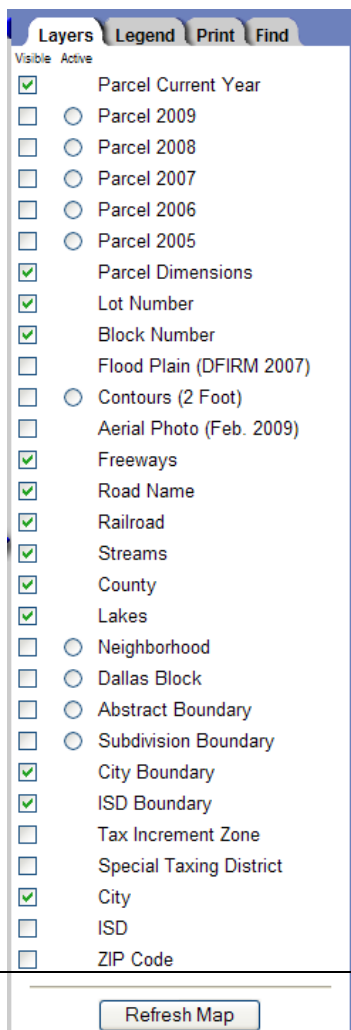 Layers Legend Print Find
Visible Active
Parcel Current Year
Parcel 2009
Parcel 2008
Parcel 2007
Parcel 2006
Parcel 2005
Parcel Dimensions
Lot Number
Block Number
Flood Plain (DFIRM 2007)
Contours (2 Foot)
Aerial Photo (Feb. 2009)
Freeways
Road Name
Railroad
Streams
County
Lakes
Neighborhood
Dallas Block
Abstract Boundary
Subdivision Boundary
City Boundary
ISD Boundary
Tax Increment Zone
Special Taxing District
City
ISD
ZIP Code
Refresh Map